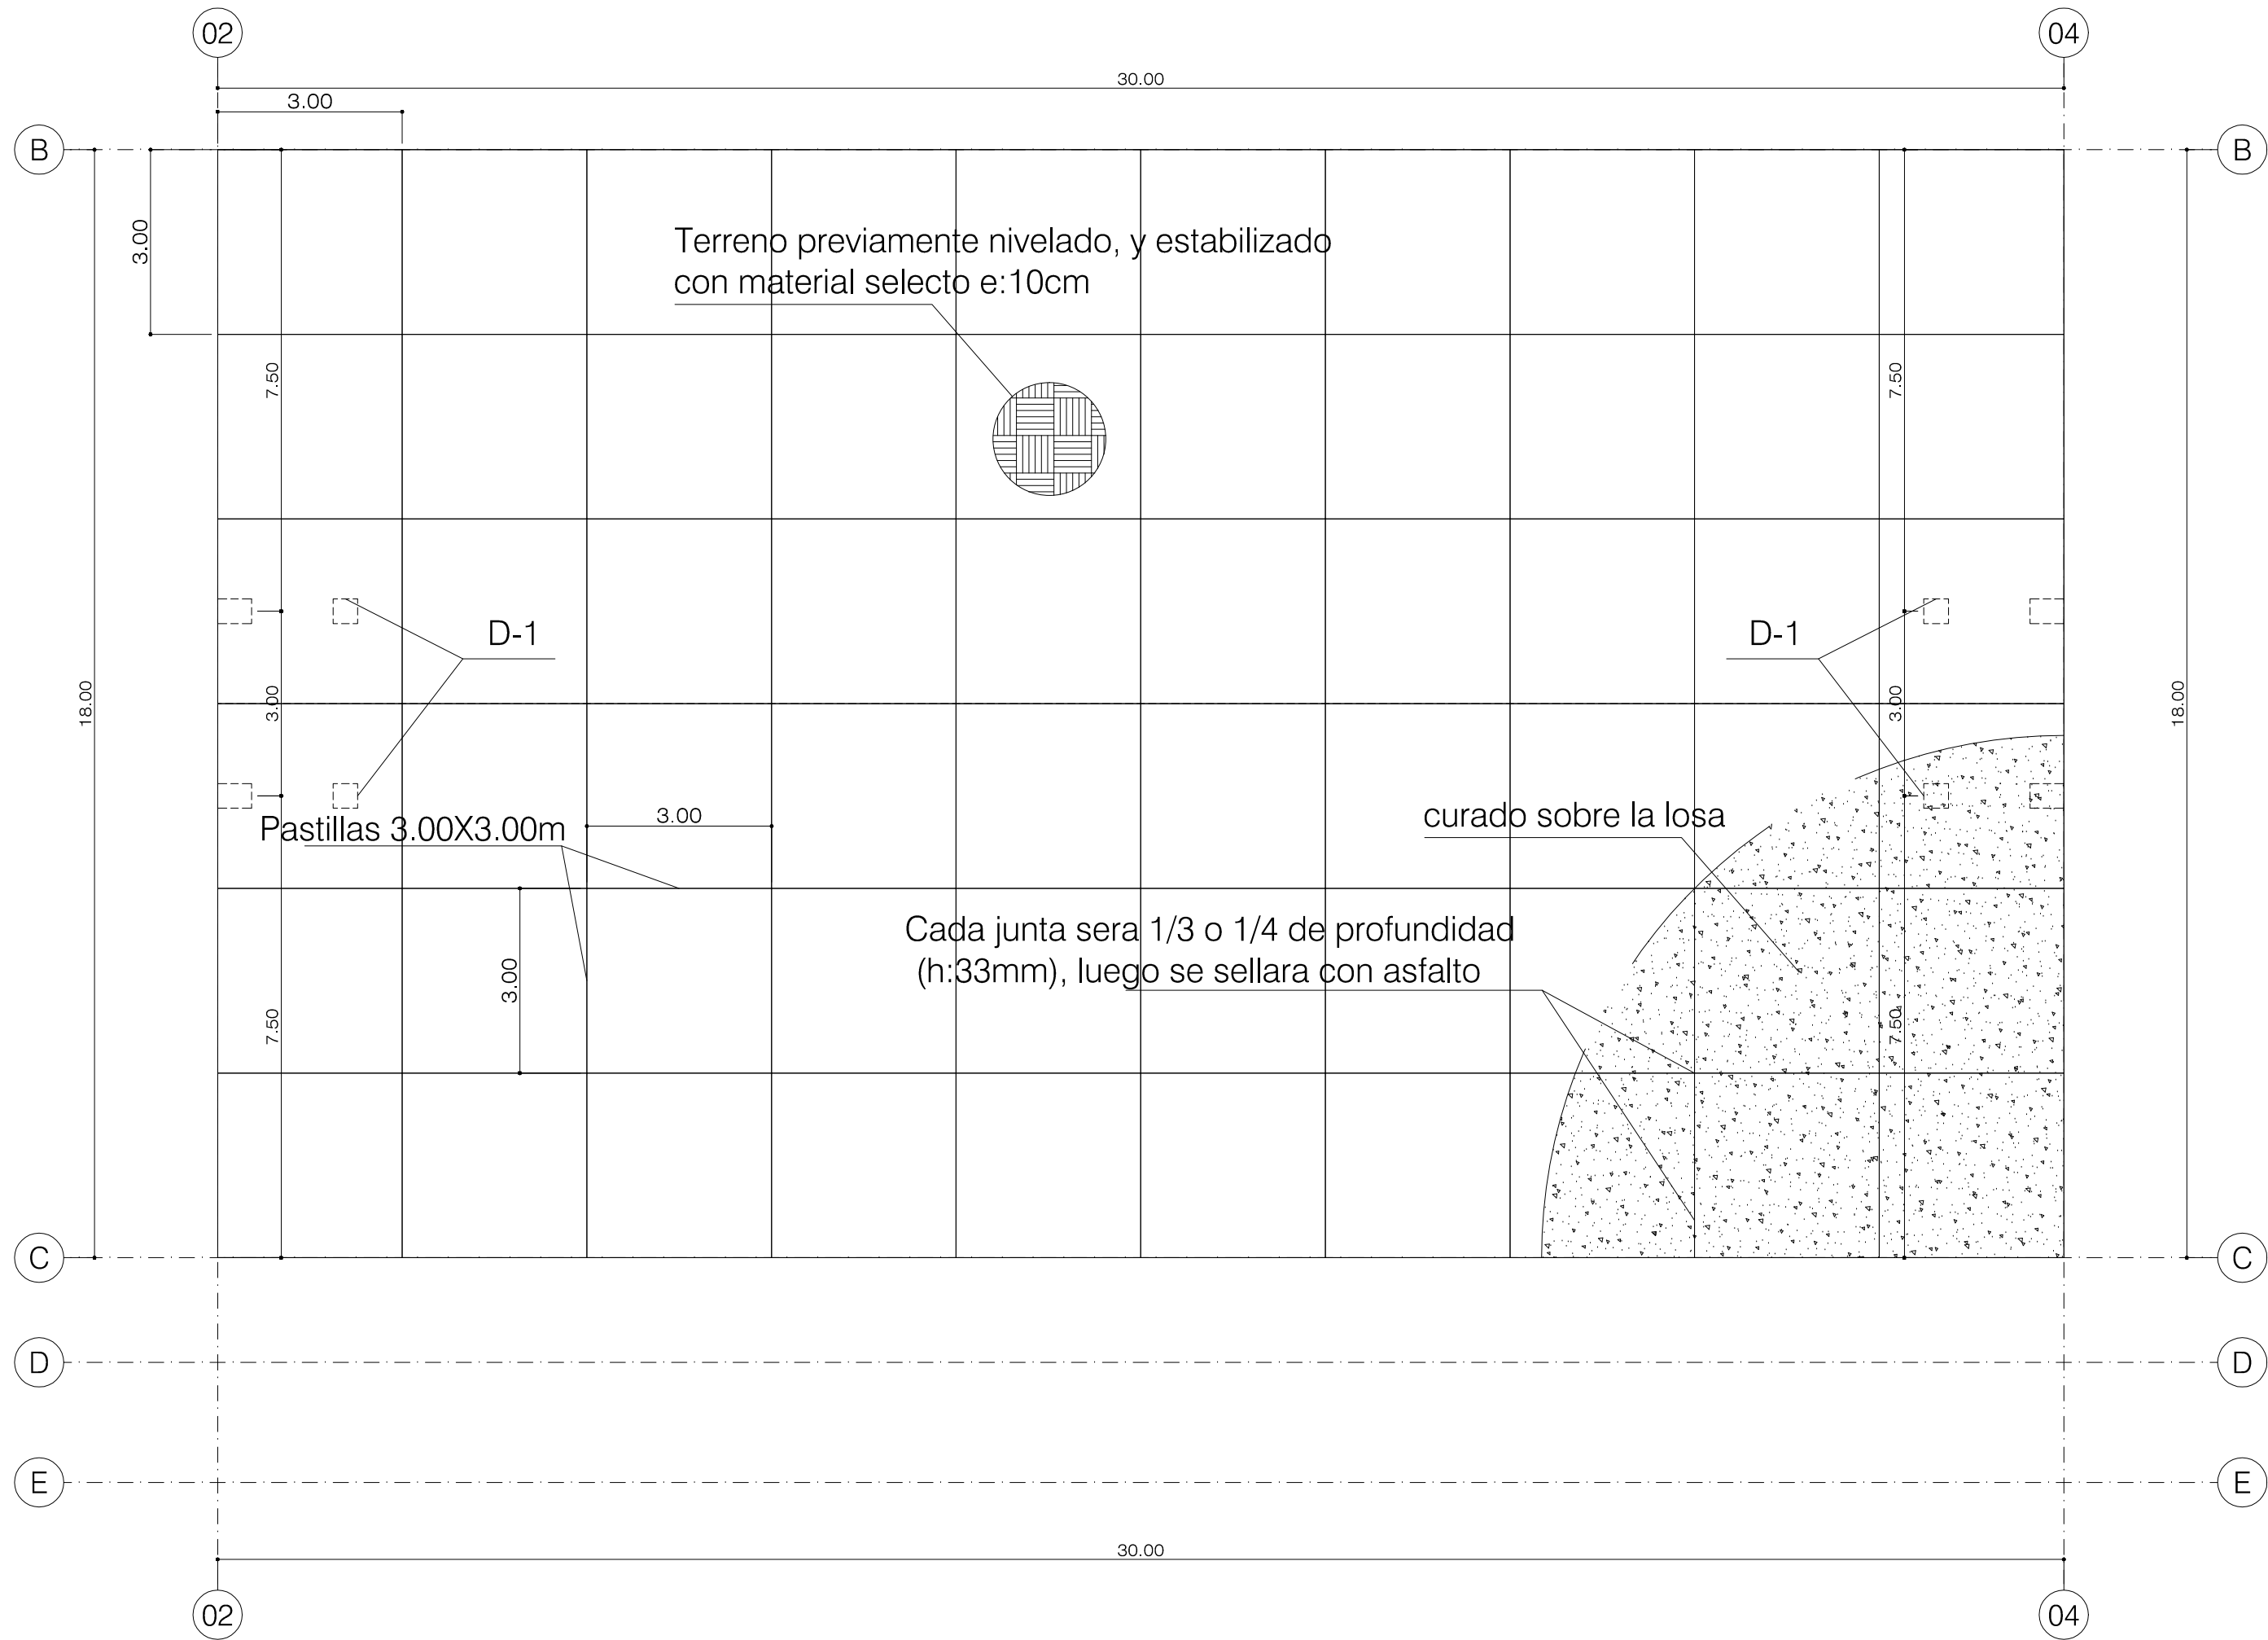 02
04
30.00
3.00
B
B
3.00
Terreno previamente nivelado, y estabilizado
con material selecto e:10cm
7.50
7.50
D-1
D-1
18.00
3.00
3.00
18.00
Pastillas 3.00X3.00m
3.00
curado sobre la losa
Cada junta sera 1/3 o 1/4 de profundidad
(h:33mm), luego se sellara con asfalto
3.00
7.50
7.50
C
C
D
D
E
E
30.00
02
04